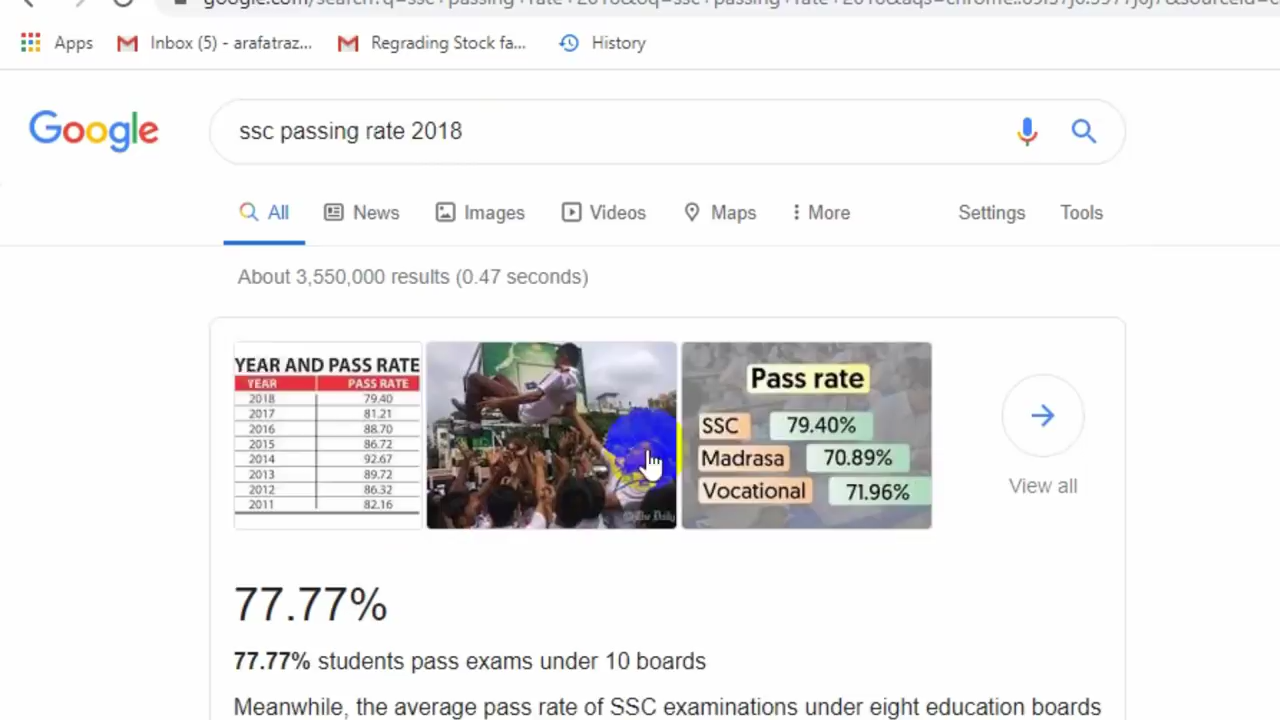 Apps Inbox (5) - arafatraz... Regrading Stock fa... History
Google ssc passing rate 2018
All News Images Videos Maps More Settings Tools
About 3,550,000 results (0.47 seconds)
YEAR AND PASS RATE
YEAR PASS RATE
2018 79.40
2017 81.21
2016 88.70
2015 86.72
2014 92.67
2013 89.72
2012 86.32
2011 82.16
The Daily
Pass rate
SSC 79.40%
Madrasa 70.89%
Vocational 71.96%
View all
77.77%
77.77% students pass exams under 10 boards
Meanwhile, the average pass rate of SSC examinations under eight education boards